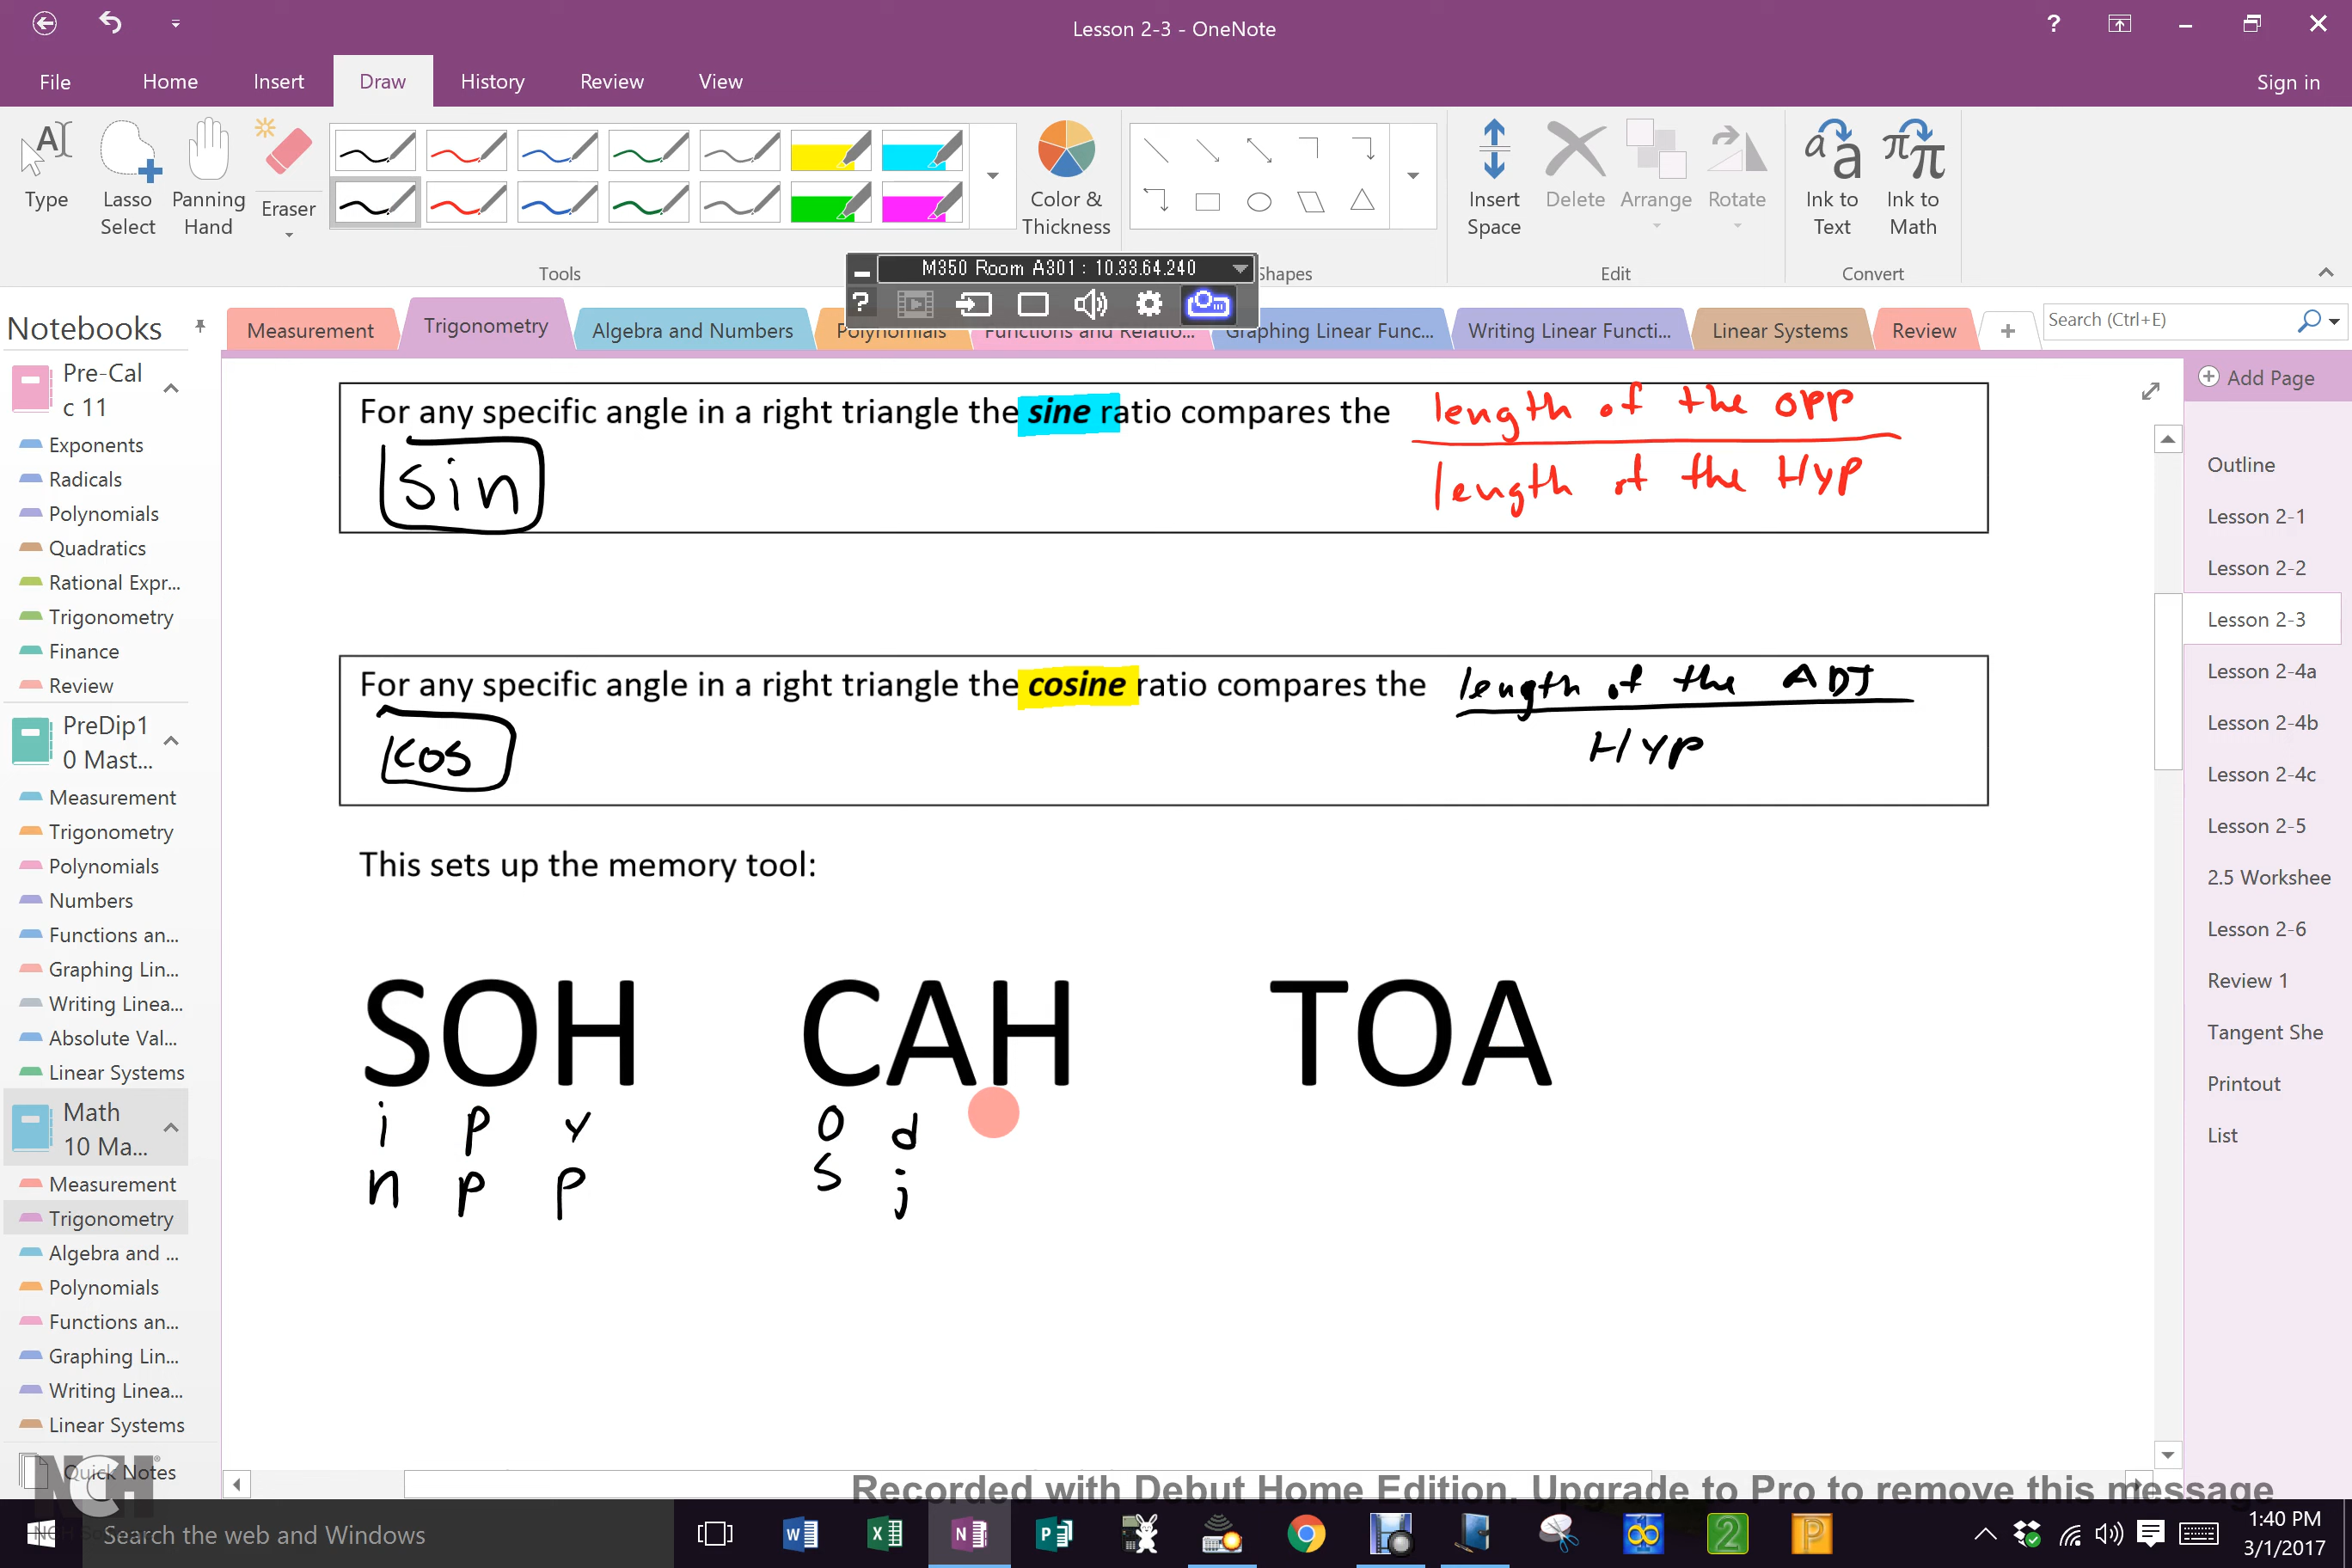 Lesson 2-3 - OneNote
?
File Home Insert Draw History Review View Sign in
Type Lasso Select Panning Hand Eraser Color & Thickness Insert Space Delete Arrange Rotate Ink to Text Ink to Math
Tools Shapes Edit Convert
M350 Room A301 : 10.33.64.240
?
Measurement Trigonometry Algebra and Numbers Polynomials Functions and Relatio... Graphing Linear Func... Writing Linear Functi... Linear Systems Review + Search (Ctrl+E)
Notebooks
Pre-Cal
c 11
Exponents
Radicals
Polynomials
Quadratics
Rational Expr...
Trigonometry
Finance
Review
PreDip1
0 Mast...
Measurement
Trigonometry
Polynomials
Numbers
Functions an...
Graphing Lin...
Writing Linea...
Absolute Val...
Linear Systems
Math
10 Ma...
Measurement
Trigonometry
Algebra and ...
Polynomials
Functions an...
Graphing Lin...
Writing Linea...
Linear Systems
Quick Notes
For any specific angle in a right triangle the sine ratio compares the length of the opp
length of the Hyp
sin
For any specific angle in a right triangle the cosine ratio compares the length of the ADJ
Hyp
cos
This sets up the memory tool:
SOH CAH TOA
i p y o d
n p p s j
Add Page
Outline
Lesson 2-1
Lesson 2-2
Lesson 2-3
Lesson 2-4a
Lesson 2-4b
Lesson 2-4c
Lesson 2-5
2.5 Workshee
Lesson 2-6
Review 1
Tangent She
Printout
List
NCH
Recorded with Debut Home Edition. Upgrade to Pro to remove this message
Search the web and Windows
1:40 PM
3/1/2017